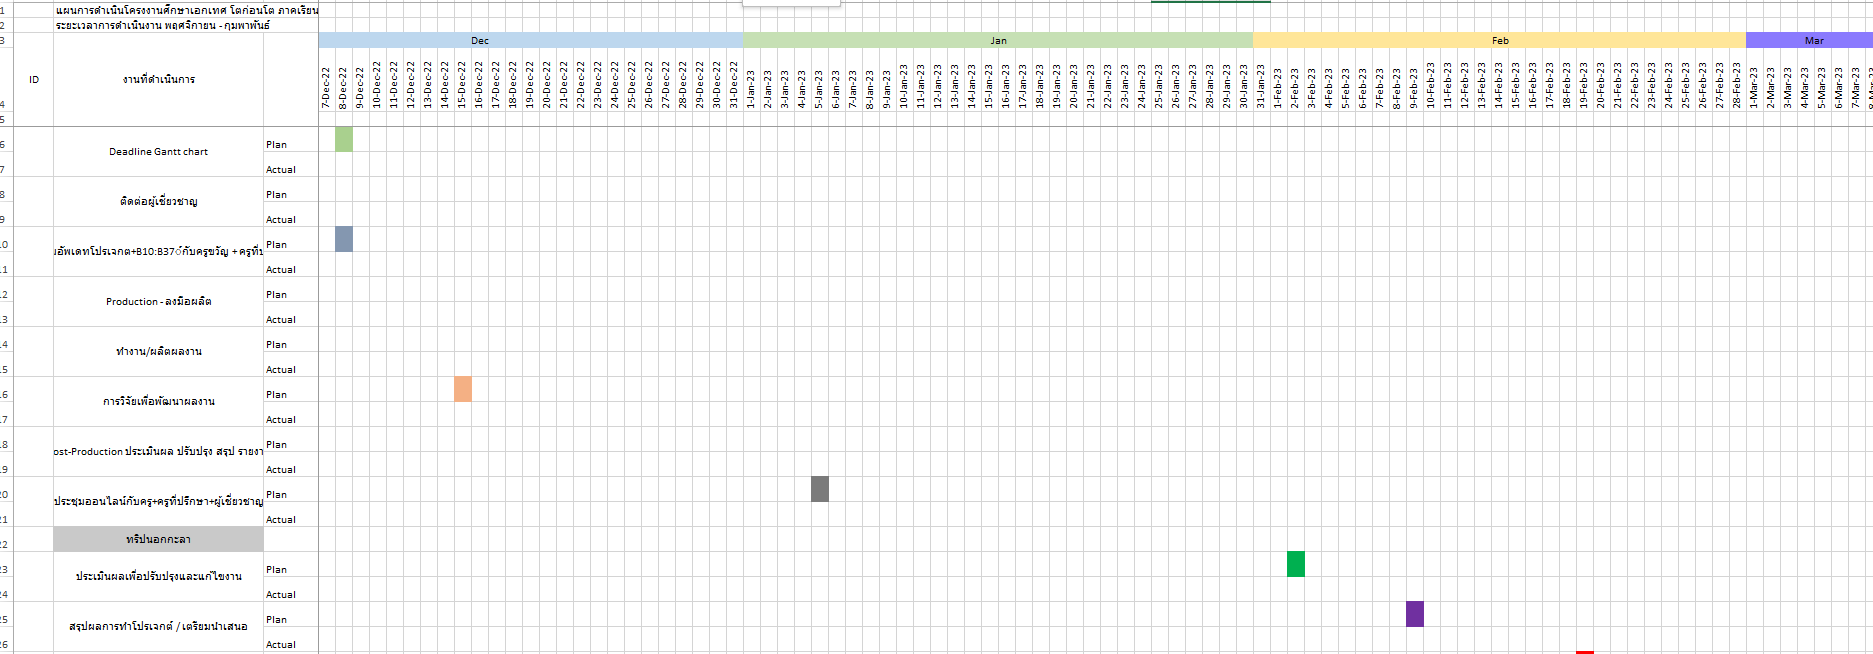 1 แผนการดำเนินโครงงานศึกษาเอกเทศ โตก่อนโต ภาคเรียน
2 ระยะเวลาการดำเนินงาน พฤศจิกายน - กุมพาพันธ์
3 Dec Jan Feb Mar
ID งานที่ดำเนินการ
4 7-Dec-22 8-Dec-22 9-Dec-22 10-Dec-22 11-Dec-22 12-Dec-22 13-Dec-22 14-Dec-22 15-Dec-22 16-Dec-22 17-Dec-22 18-Dec-22 19-Dec-22 20-Dec-22 21-Dec-22 22-Dec-22 23-Dec-22 24-Dec-22 25-Dec-22 26-Dec-22 27-Dec-22 28-Dec-22 29-Dec-22 30-Dec-22 31-Dec-22 1-Jan-23 2-Jan-23 3-Jan-23 4-Jan-23 5-Jan-23 6-Jan-23 7-Jan-23 8-Jan-23 9-Jan-23 10-Jan-23 11-Jan-23 12-Jan-23 13-Jan-23 14-Jan-23 15-Jan-23 16-Jan-23 17-Jan-23 18-Jan-23 19-Jan-23 20-Jan-23 21-Jan-23 22-Jan-23 23-Jan-23 24-Jan-23 25-Jan-23 26-Jan-23 27-Jan-23 28-Jan-23 29-Jan-23 30-Jan-23 31-Jan-23 1-Feb-23 2-Feb-23 3-Feb-23 4-Feb-23 5-Feb-23 6-Feb-23 7-Feb-23 8-Feb-23 9-Feb-23 10-Feb-23 11-Feb-23 12-Feb-23 13-Feb-23 14-Feb-23 15-Feb-23 16-Feb-23 17-Feb-23 18-Feb-23 19-Feb-23 20-Feb-23 21-Feb-23 22-Feb-23 23-Feb-23 24-Feb-23 25-Feb-23 26-Feb-23 27-Feb-23 28-Feb-23 1-Mar-23 2-Mar-23 3-Mar-23 4-Mar-23 5-Mar-23 6-Mar-23 7-Mar-23
5
6 Plan
Deadline Gantt chart
7 Actual
8 Plan
ติดต่อผู้เชี่ยวชาญ
9 Actual
10 Plan
อัพเดทโปรเจกต+B10:B37์กับครูขวัญ + ครูที่ป
11 Actual
12 Plan
Production - ลงมือผลิต
13 Actual
14 Plan
ทำงาน/ผลิตผลงาน
15 Actual
16 Plan
การวิจัยเพื่อพัฒนาผลงาน
17 Actual
18 Plan
ost-Production ประเมินผล ปรับปรุง สรุป รายงา
19 Actual
20 Plan
ประชุมออนไลน์กับครู+ครูที่ปรึกษา+ผู้เชี่ยวชาญ
21 Actual
22 ทริปนอกกะลา
23 Plan
ประเมินผลเพื่อปรับปรุงและแก้ไขงาน
24 Actual
25 Plan
สรุปผลการทำโปรเจกต์ / เตรียมนำเสนอ
26 Actual